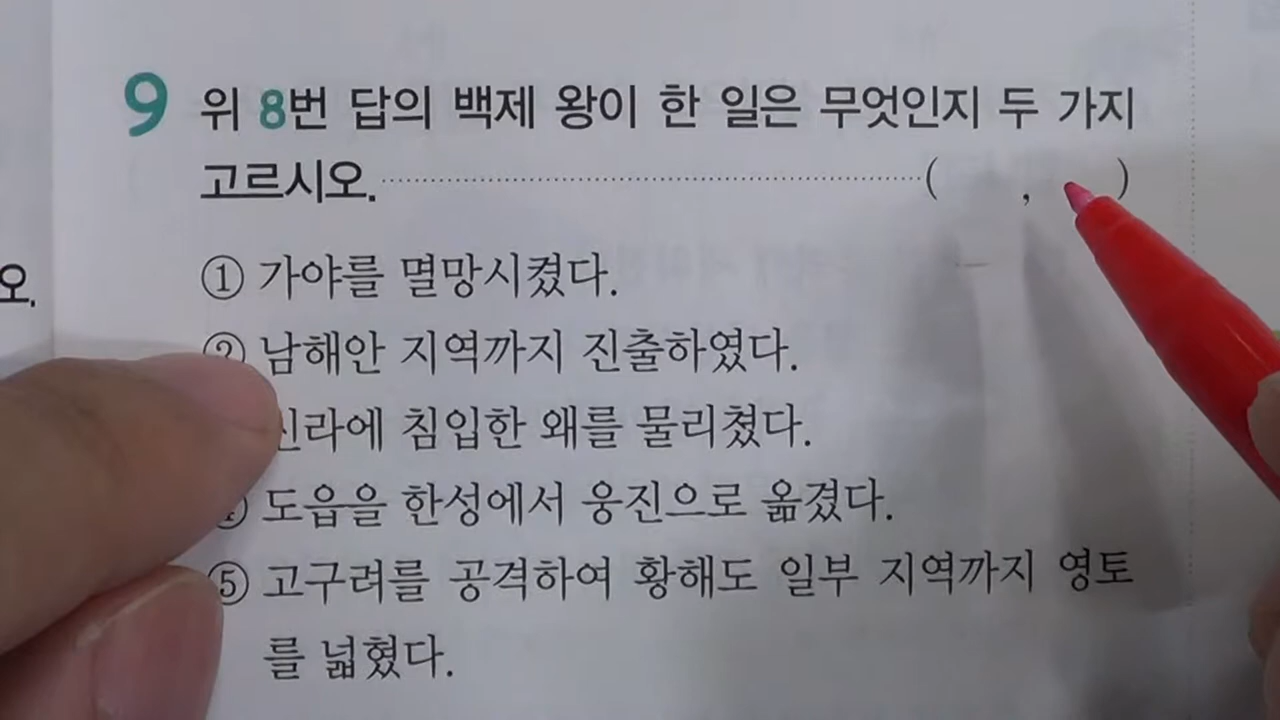 9 위 8번 답의 백제 왕이 한 일은 무엇인지 두 가지
고르시오. ( , )
① 가야를 멸망시켰다.
② 남해안 지역까지 진출하였다.
신라에 침입한 왜를 물리쳤다.
④ 도읍을 한성에서 웅진으로 옮겼다.
⑤ 고구려를 공격하여 황해도 일부 지역까지 영토
를 넓혔다.
오.